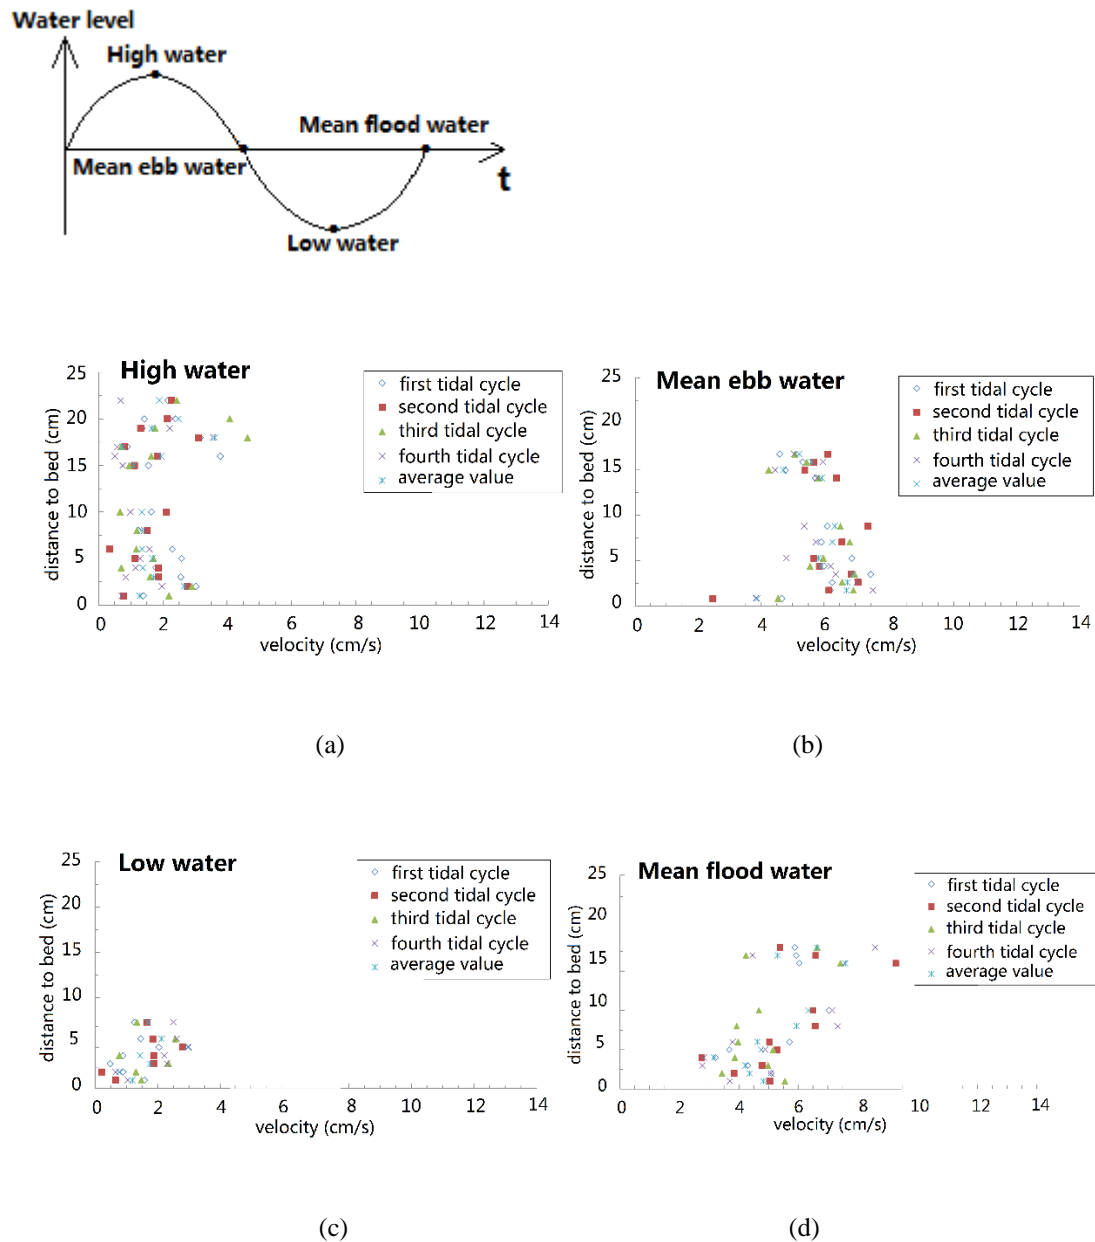 Water level
High water
Mean flood water
Mean ebb water
t
Low water
High water
25
20
15
10
5
0
distance to bed (cm)
0 2 4 6 8 10 12 14
velocity (cm/s)
first tidal cycle
second tidal cycle
third tidal cycle
fourth tidal cycle
average value
Mean ebb water
25
20
15
10
5
0
distance to bed (cm)
0 2 4 6 8 10 12 14
velocity (cm/s)
first tidal cycle
second tidal cycle
third tidal cycle
fourth tidal cycle
average value
(a)
(b)
Low water
25
20
15
10
5
0
distance to bed (cm)
0 2 4 6 8 10 12 14
velocity (cm/s)
first tidal cycle
second tidal cycle
third tidal cycle
fourth tidal cycle
average value
Mean flood water
25
20
15
10
5
0
distance to bed (cm)
0 2 4 6 8 10 12 14
velocity (cm/s)
first tidal cycle
second tidal cycle
third tidal cycle
fourth tidal cycle
average value
(c)
(d)